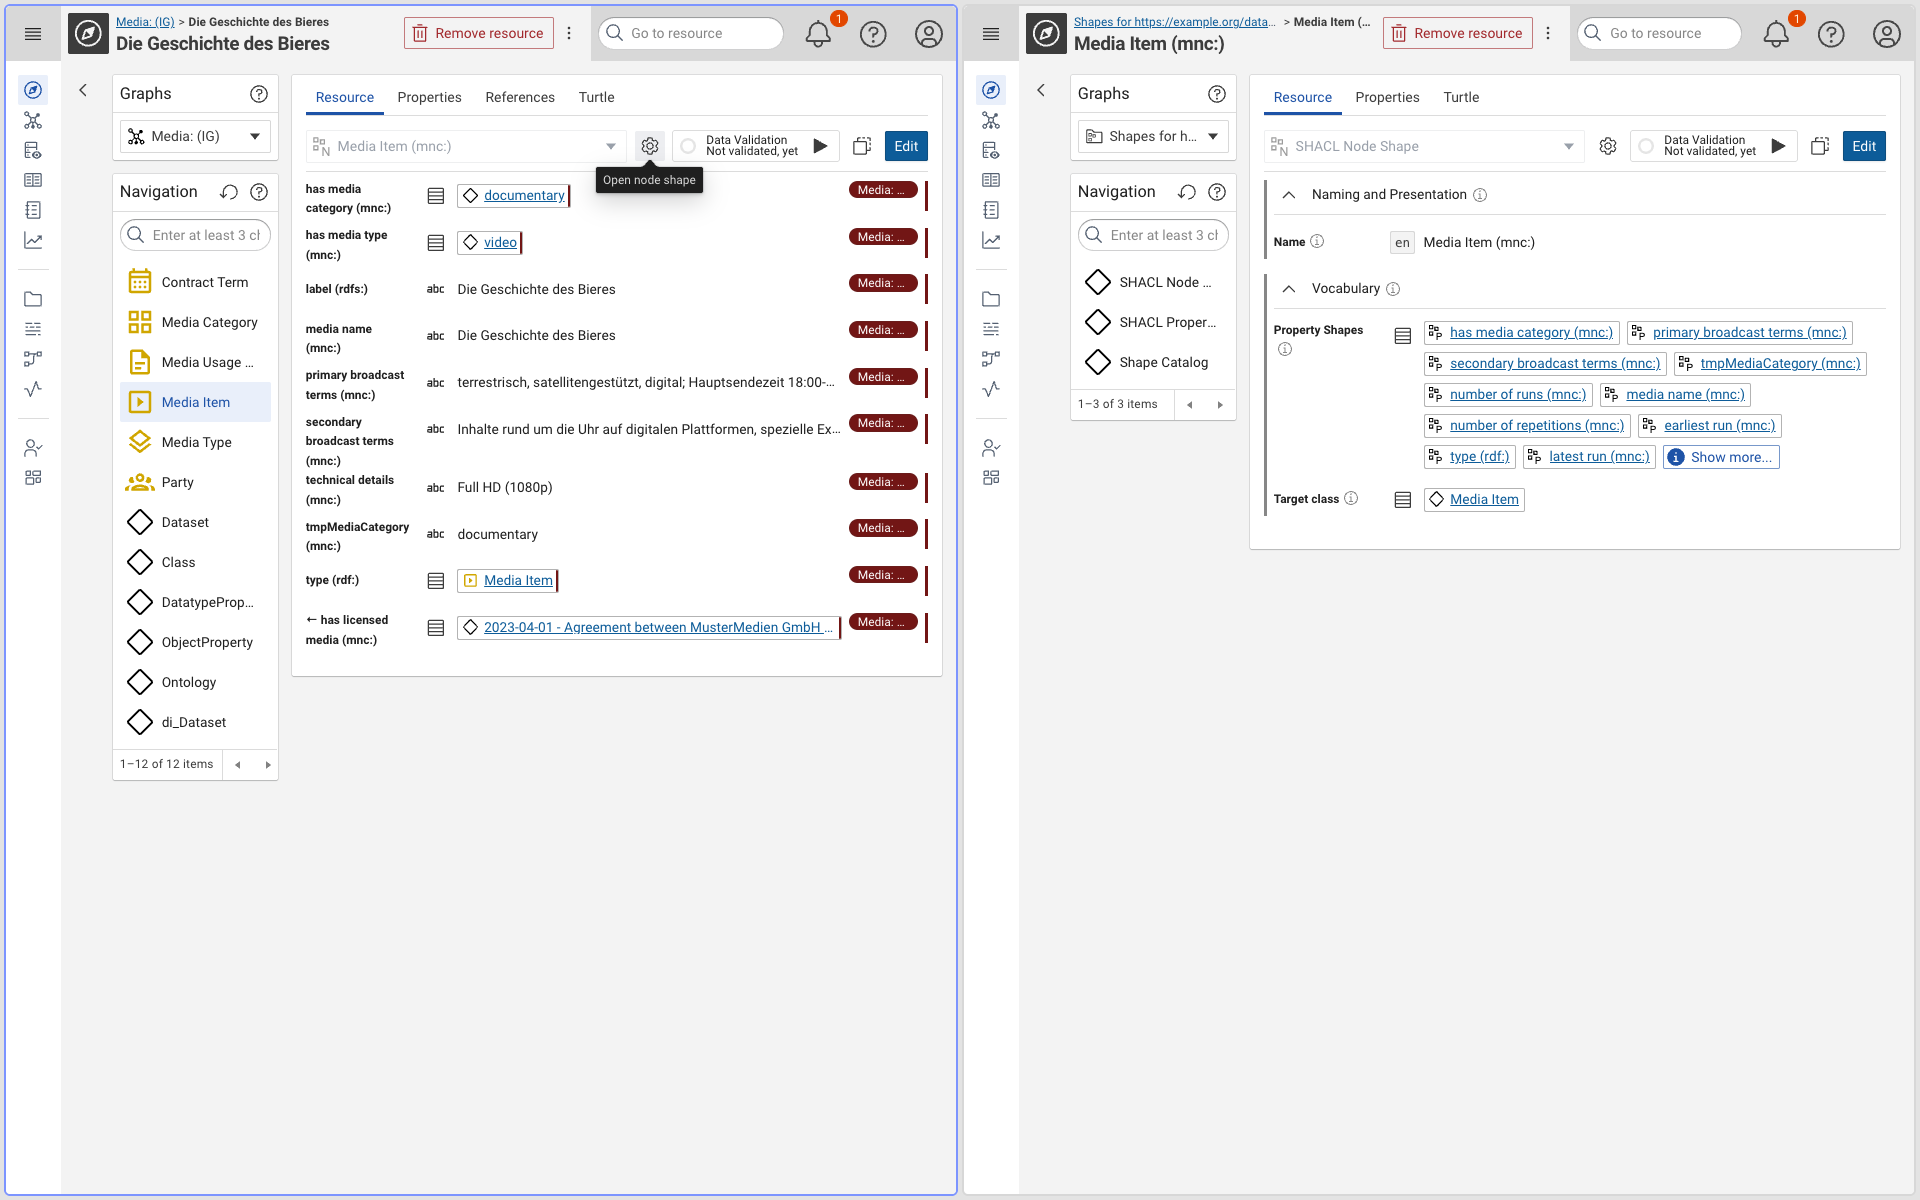 Media: (IG) > Die Geschichte des Bieres
Die Geschichte des Bieres
Remove resource
Go to resource
1
Graphs
Media: (IG)
Navigation
Enter at least 3 ch
Contract Term
Media Category
Media Usage ...
Media Item
Media Type
Party
Dataset
Class
DatatypeProp...
ObjectProperty
Ontology
di_Dataset
1–12 of 12 items
Resource
Properties
References
Turtle
Media Item (mnc:)
Data Validation
Not validated, yet
Edit
Open node shape
has media
category (mnc:)
documentary
Media: ...
has media type
(mnc:)
video
Media: ...
label (rdfs:)
abc
Die Geschichte des Bieres
Media: ...
media name
(mnc:)
abc
Die Geschichte des Bieres
Media: ...
primary broadcast
terms (mnc:)
abc
terrestrisch, satellitengestützt, digital; Hauptsendezeit 18:00-...
Media: ...
secondary
broadcast terms
(mnc:)
abc
Inhalte rund um die Uhr auf digitalen Plattformen, spezielle Ex...
Media: ...
technical details
(mnc:)
abc
Full HD (1080p)
Media: ...
tmpMediaCategory
(mnc:)
abc
documentary
Media: ...
type (rdf:)
Media Item
Media: ...
← has licensed
media (mnc:)
2023-04-01 - Agreement between MusterMedien GmbH ...
Media: ...
Shapes for https://example.org/data... > Media Item (...
Media Item (mnc:)
Remove resource
Go to resource
1
Graphs
Shapes for h...
Navigation
Enter at least 3 ch
SHACL Node ...
SHACL Proper...
Shape Catalog
1–3 of 3 items
Resource
Properties
Turtle
SHACL Node Shape
Data Validation
Not validated, yet
Edit
Naming and Presentation
Name
en
Media Item (mnc:)
Vocabulary
Property Shapes
has media category (mnc:)
primary broadcast terms (mnc:)
secondary broadcast terms (mnc:)
tmpMediaCategory (mnc:)
number of runs (mnc:)
media name (mnc:)
number of repetitions (mnc:)
earliest run (mnc:)
type (rdf:)
latest run (mnc:)
Show more...
Target class
Media Item